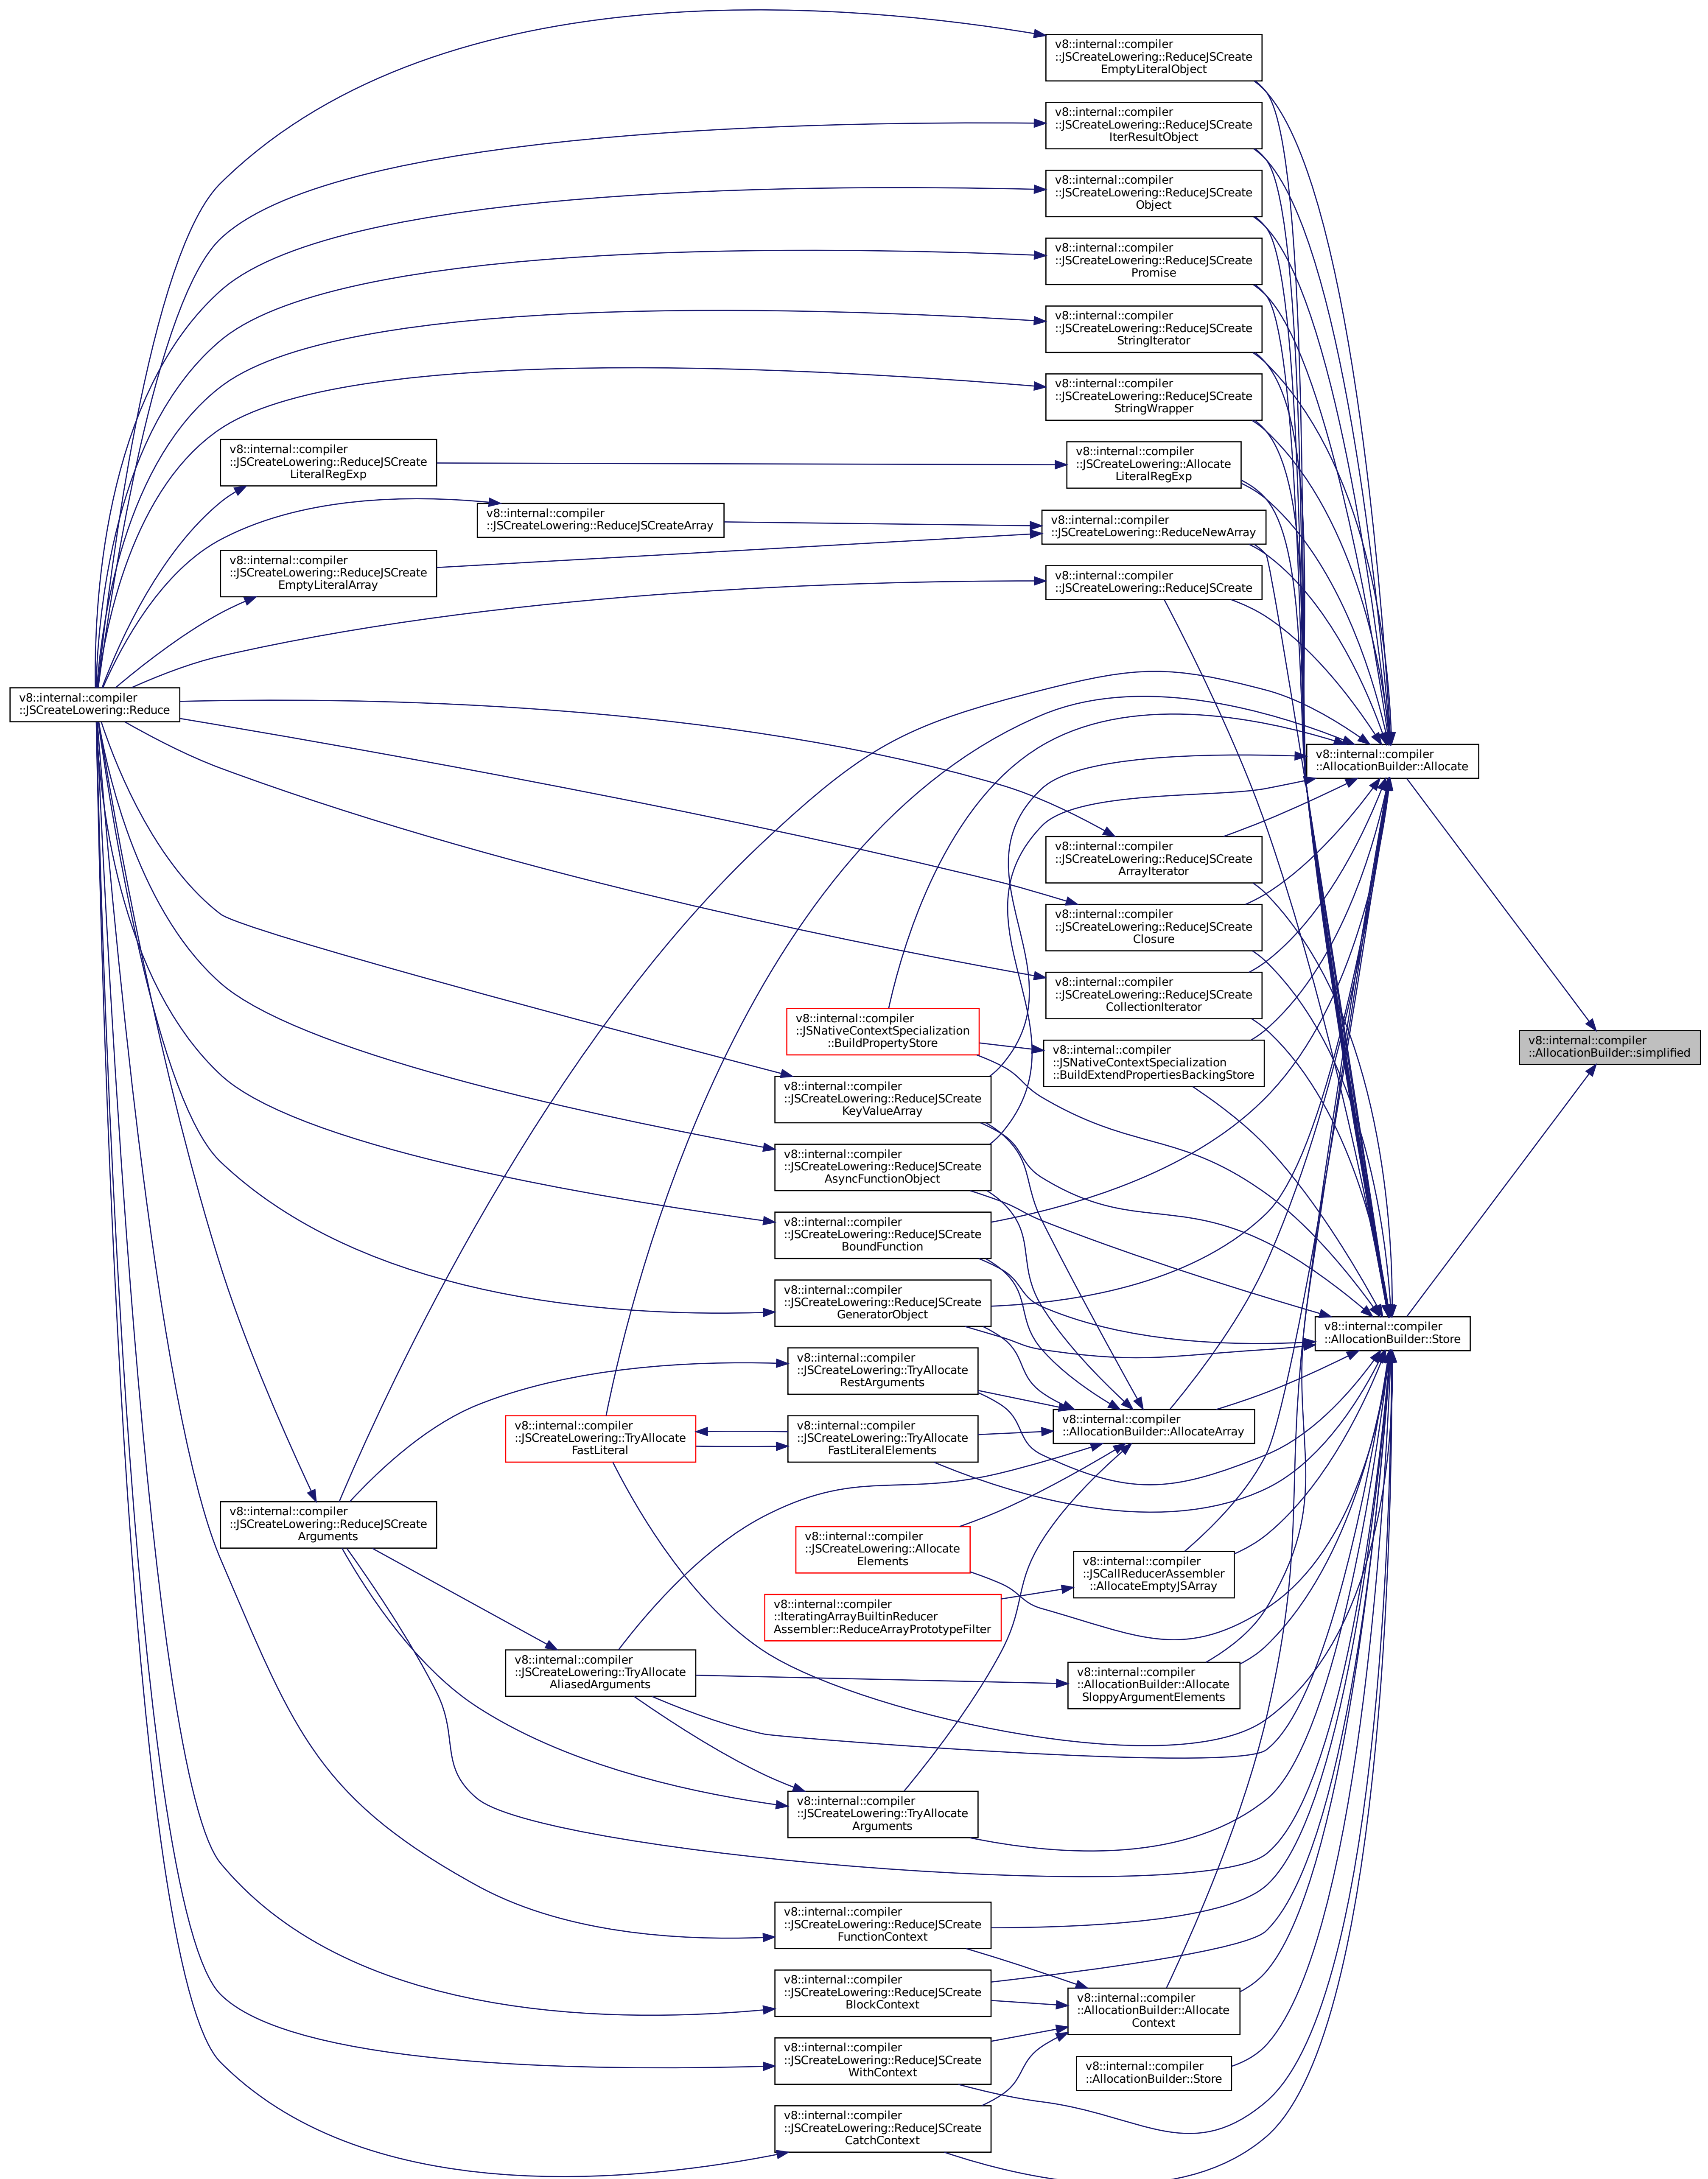 v8::internal::compiler
::JSCreateLowering::ReduceJSCreate
EmptyLiteralObject
v8::internal::compiler
::JSCreateLowering::ReduceJSCreate
IterResultObject
v8::internal::compiler
::JSCreateLowering::ReduceJSCreate
Object
v8::internal::compiler
::JSCreateLowering::ReduceJSCreate
Promise
v8::internal::compiler
::JSCreateLowering::ReduceJSCreate
StringIterator
v8::internal::compiler
::JSCreateLowering::ReduceJSCreate
StringWrapper
v8::internal::compiler
::JSCreateLowering::ReduceJSCreate
LiteralRegExp
v8::internal::compiler
::JSCreateLowering::Allocate
LiteralRegExp
v8::internal::compiler
::JSCreateLowering::ReduceJSCreateArray
v8::internal::compiler
::JSCreateLowering::ReduceNewArray
v8::internal::compiler
::JSCreateLowering::ReduceJSCreate
EmptyLiteralArray
v8::internal::compiler
::JSCreateLowering::ReduceJSCreate
v8::internal::compiler
::JSCreateLowering::Reduce
v8::internal::compiler
::AllocationBuilder::Allocate
v8::internal::compiler
::JSCreateLowering::ReduceJSCreate
ArrayIterator
v8::internal::compiler
::JSCreateLowering::ReduceJSCreate
Closure
v8::internal::compiler
::JSCreateLowering::ReduceJSCreate
CollectionIterator
v8::internal::compiler
::JSNativeContextSpecialization
::BuildPropertyStore
v8::internal::compiler
::JSNativeContextSpecialization
::BuildExtendPropertiesBackingStore
v8::internal::compiler
::AllocationBuilder::simplified
v8::internal::compiler
::JSCreateLowering::ReduceJSCreate
KeyValueArray
v8::internal::compiler
::JSCreateLowering::ReduceJSCreate
AsyncFunctionObject
v8::internal::compiler
::JSCreateLowering::ReduceJSCreate
BoundFunction
v8::internal::compiler
::JSCreateLowering::ReduceJSCreate
GeneratorObject
v8::internal::compiler
::AllocationBuilder::Store
v8::internal::compiler
::JSCreateLowering::TryAllocate
RestArguments
v8::internal::compiler
::JSCreateLowering::TryAllocate
FastLiteral
v8::internal::compiler
::JSCreateLowering::TryAllocate
FastLiteralElements
v8::internal::compiler
::AllocationBuilder::AllocateArray
v8::internal::compiler
::JSCreateLowering::ReduceJSCreate
Arguments
v8::internal::compiler
::JSCreateLowering::Allocate
Elements
v8::internal::compiler
::JSCallReducerAssembler
::AllocateEmptyJSArray
v8::internal::compiler
::IteratingArrayBuiltinReducer
Assembler::ReduceArrayPrototypeFilter
v8::internal::compiler
::JSCreateLowering::TryAllocate
AliasedArguments
v8::internal::compiler
::AllocationBuilder::Allocate
SloppyArgumentElements
v8::internal::compiler
::JSCreateLowering::TryAllocate
Arguments
v8::internal::compiler
::JSCreateLowering::ReduceJSCreate
FunctionContext
v8::internal::compiler
::JSCreateLowering::ReduceJSCreate
BlockContext
v8::internal::compiler
::AllocationBuilder::Allocate
Context
v8::internal::compiler
::JSCreateLowering::ReduceJSCreate
WithContext
v8::internal::compiler
::AllocationBuilder::Store
v8::internal::compiler
::JSCreateLowering::ReduceJSCreate
CatchContext